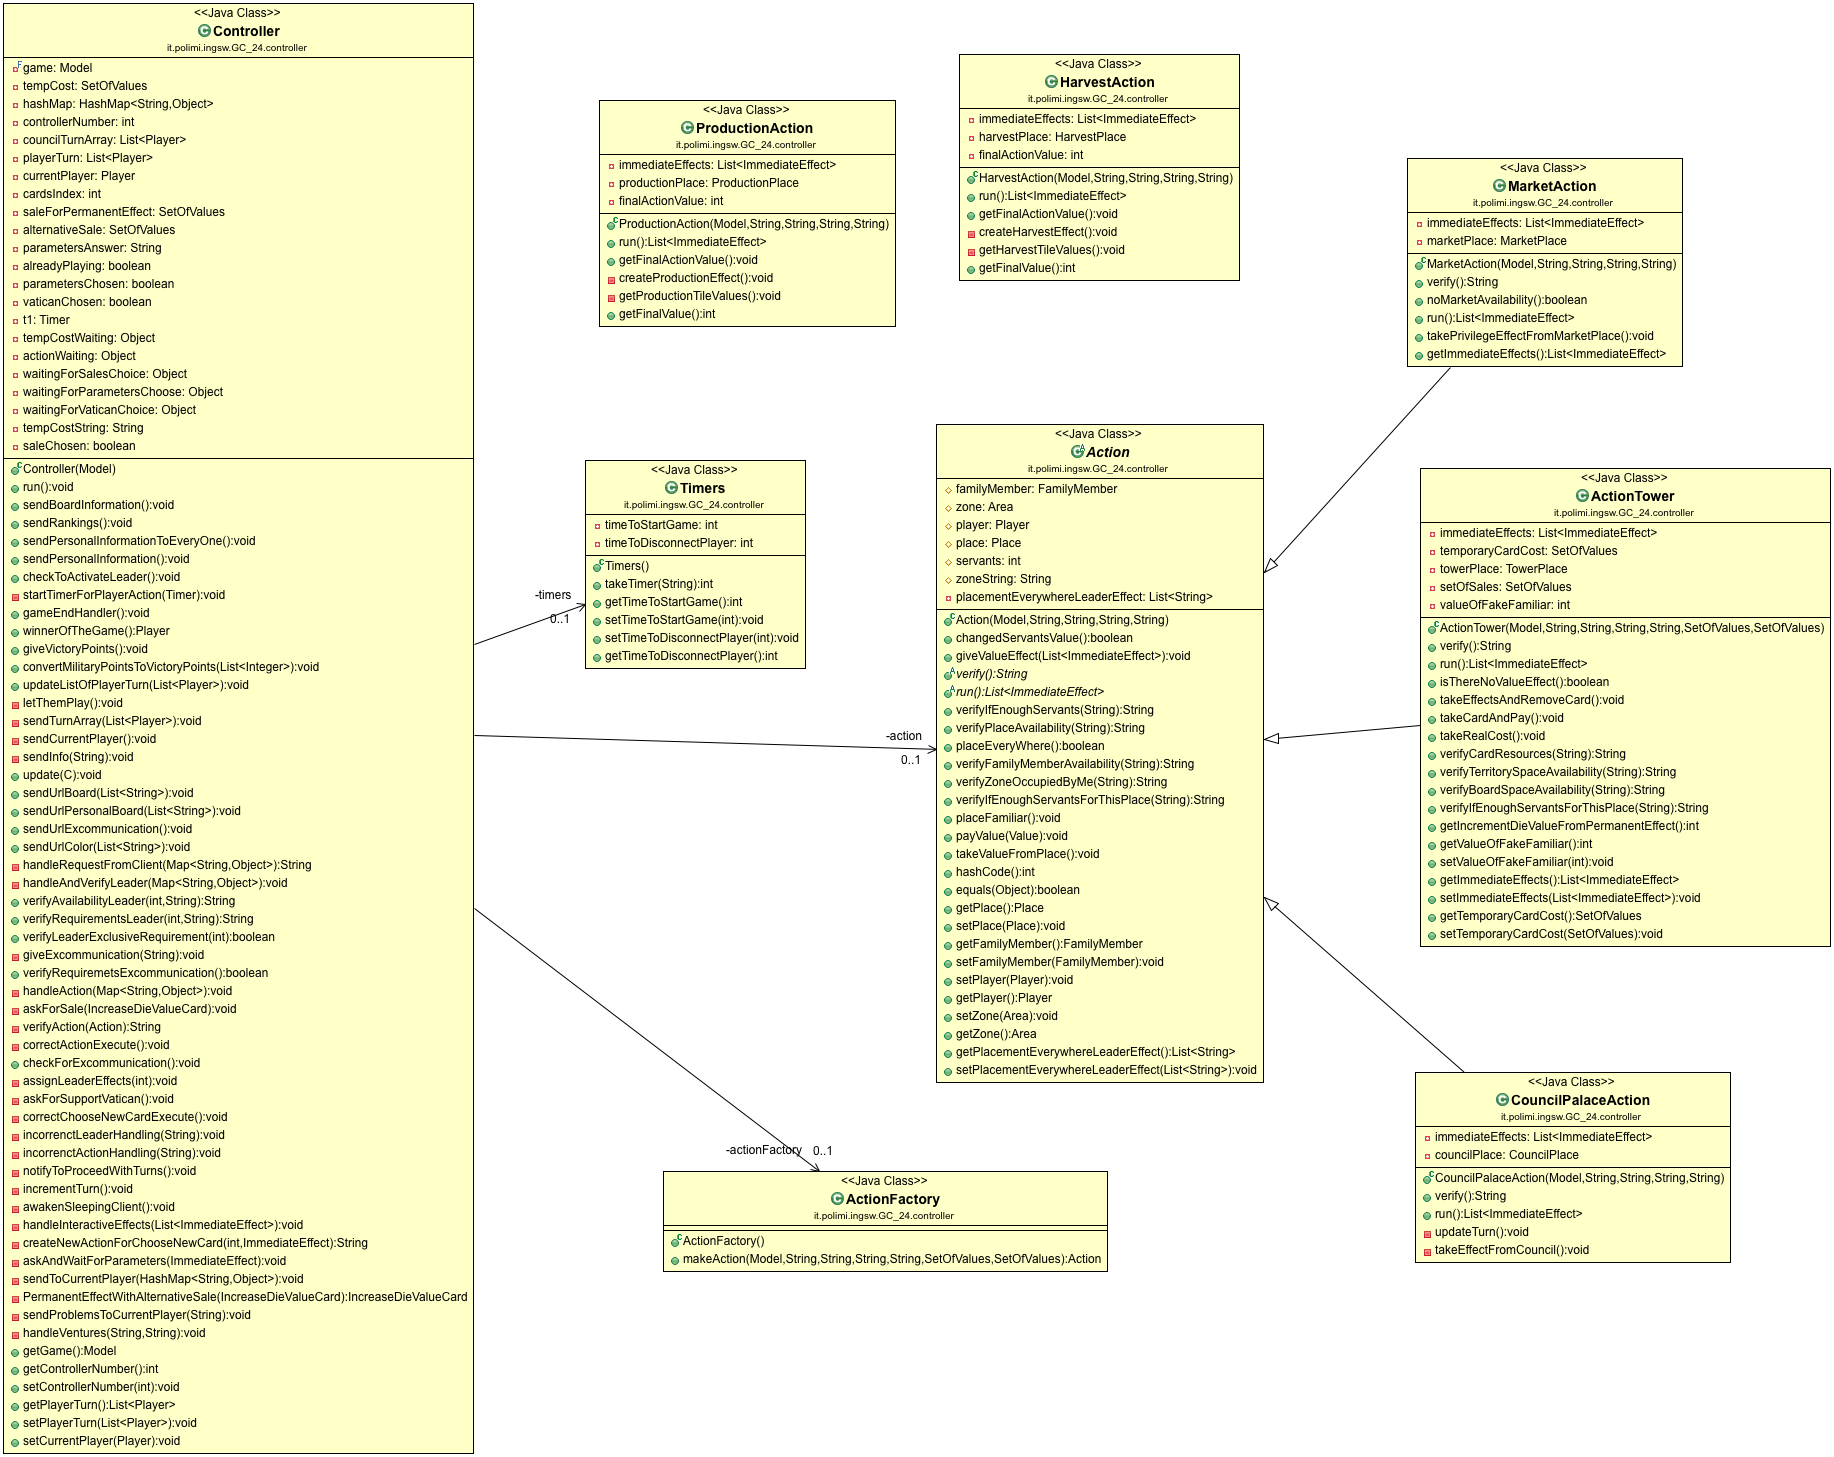 <<Java Class>>
Controller
it.polimi.ingsw.GC_24.controller
game: Model
tempCost: SetOfValues
hashMap: HashMap<String,Object>
controllerNumber: int
councilTurnArray: List<Player>
playerTurn: List<Player>
currentPlayer: Player
cardsIndex: int
saleForPermanentEffect: SetOfValues
alternativeSale: SetOfValues
parametersAnswer: String
alreadyPlaying: boolean
parametersChosen: boolean
vaticanChosen: boolean
t1: Timer
tempCostWaiting: Object
actionWaiting: Object
waitingForSalesChoice: Object
waitingForParametersChoose: Object
waitingForVaticanChoice: Object
tempCostString: String
saleChosen: boolean
Controller(Model)
run():void
sendBoardInformation():void
sendRankings():void
sendPersonalInformationToEveryOne():void
sendPersonalInformation():void
checkToActivateLeader():void
startTimerForPlayerAction(Timer):void
gameEndHandler():void
winnerOfTheGame():Player
giveVictoryPoints():void
convertMilitaryPointsToVictoryPoints(List<Integer>):void
updateListOfPlayerTurn(List<Player>):void
letThemPlay():void
sendTurnArray(List<Player>):void
sendCurrentPlayer():void
sendInfo(String):void
update(C):void
sendUrlBoard(List<String>):void
sendUrlPersonalBoard(List<String>):void
sendUrlExcommunication():void
sendUrlColor(List<String>):void
handleRequestFromClient(Map<String,Object>):String
handleAndVerifyLeader(Map<String,Object>):void
verifyAvailabilityLeader(int,String):String
verifyRequirementsLeader(int,String):String
verifyLeaderExclusiveRequirement(int):boolean
giveExcommunication(String):void
verifyRequiremetsExcommunication():boolean
handleAction(Map<String,Object>):void
askForSale(IncreaseDieValueCard):void
verifyAction(Action):String
correctActionExecute():void
checkForExcommunication():void
assignLeaderEffects(int):void
askForSupportVatican():void
correctChooseNewCardExecute():void
incorrenctLeaderHandling(String):void
incorrenctActionHandling(String):void
notifyToProceedWithTurns():void
incrementTurn():void
awakenSleepingClient():void
handleInteractiveEffects(List<ImmediateEffect>):void
createNewActionForChooseNewCard(int,ImmediateEffect):String
askAndWaitForParameters(ImmediateEffect):void
sendToCurrentPlayer(HashMap<String,Object>):void
PermanentEffectWithAlternativeSale(IncreaseDieValueCard):IncreaseDieValueCard
sendProblemsToCurrentPlayer(String):void
handleVentures(String,String):void
getGame():Model
getControllerNumber():int
setControllerNumber(int):void
getPlayerTurn():List<Player>
setPlayerTurn(List<Player>):void
setCurrentPlayer(Player):void
<<Java Class>>
ProductionAction
it.polimi.ingsw.GC_24.controller
immediateEffects: List<ImmediateEffect>
productionPlace: ProductionPlace
finalActionValue: int
ProductionAction(Model,String,String,String,String)
run():List<ImmediateEffect>
getFinalActionValue():void
createProductionEffect():void
getProductionTileValues():void
getFinalValue():int
<<Java Class>>
HarvestAction
it.polimi.ingsw.GC_24.controller
immediateEffects: List<ImmediateEffect>
harvestPlace: HarvestPlace
finalActionValue: int
HarvestAction(Model,String,String,String,String)
run():List<ImmediateEffect>
getFinalActionValue():void
createHarvestEffect():void
getHarvestTileValues():void
getFinalValue():int
<<Java Class>>
MarketAction
it.polimi.ingsw.GC_24.controller
immediateEffects: List<ImmediateEffect>
marketPlace: MarketPlace
MarketAction(Model,String,String,String,String)
verify():String
noMarketAvailability():boolean
run():List<ImmediateEffect>
takePrivilegeEffectFromMarketPlace():void
getImmediateEffects():List<ImmediateEffect>
<<Java Class>>
Timers
it.polimi.ingsw.GC_24.controller
timeToStartGame: int
timeToDisconnectPlayer: int
Timers()
takeTimer(String):int
getTimeToStartGame():int
setTimeToStartGame(int):void
setTimeToDisconnectPlayer(int):void
getTimeToDisconnectPlayer():int
-timers
0..1
-action
0..1
-actionFactory
0..1
<<Java Class>>
Action
it.polimi.ingsw.GC_24.controller
familyMember: FamilyMember
zone: Area
player: Player
place: Place
servants: int
zoneString: String
placementEverywhereLeaderEffect: List<String>
Action(Model,String,String,String,String)
changedServantsValue():boolean
giveValueEffect(List<ImmediateEffect>):void
verify():String
run():List<ImmediateEffect>
verifyIfEnoughServants(String):String
verifyPlaceAvailability(String):String
placeEveryWhere():boolean
verifyFamilyMemberAvailability(String):String
verifyZoneOccupiedByMe(String):String
verifyIfEnoughServantsForThisPlace(String):String
placeFamiliar():void
payValue(Value):void
takeValueFromPlace():void
hashCode():int
equals(Object):boolean
getPlace():Place
setPlace(Place):void
getFamilyMember():FamilyMember
setFamilyMember(FamilyMember):void
setPlayer(Player):void
getPlayer():Player
setZone(Area):void
getZone():Area
getPlacementEverywhereLeaderEffect():List<String>
setPlacementEverywhereLeaderEffect(List<String>):void
<<Java Class>>
ActionTower
it.polimi.ingsw.GC_24.controller
immediateEffects: List<ImmediateEffect>
temporaryCardCost: SetOfValues
towerPlace: TowerPlace
setOfSales: SetOfValues
valueOfFakeFamiliar: int
ActionTower(Model,String,String,String,String,SetOfValues,SetOfValues)
verify():String
run():List<ImmediateEffect>
isThereNoValueEffect():boolean
takeEffectsAndRemoveCard():void
takeCardAndPay():void
takeRealCost():void
verifyCardResources(String):String
verifyTerritorySpaceAvailability(String):String
verifyBoardSpaceAvailability(String):String
verifyIfEnoughServantsForThisPlace(String):String
getIncrementDieValueFromPermanentEffect():int
getValueOfFakeFamiliar():int
setValueOfFakeFamiliar(int):void
getImmediateEffects():List<ImmediateEffect>
setImmediateEffects(List<ImmediateEffect>):void
getTemporaryCardCost():SetOfValues
setTemporaryCardCost(SetOfValues):void
<<Java Class>>
ActionFactory
it.polimi.ingsw.GC_24.controller
ActionFactory()
makeAction(Model,String,String,String,String,SetOfValues,SetOfValues):Action
<<Java Class>>
CouncilPalaceAction
it.polimi.ingsw.GC_24.controller
immediateEffects: List<ImmediateEffect>
councilPlace: CouncilPlace
CouncilPalaceAction(Model,String,String,String,String)
verify():String
run():List<ImmediateEffect>
updateTurn():void
takeEffectFromCouncil():void